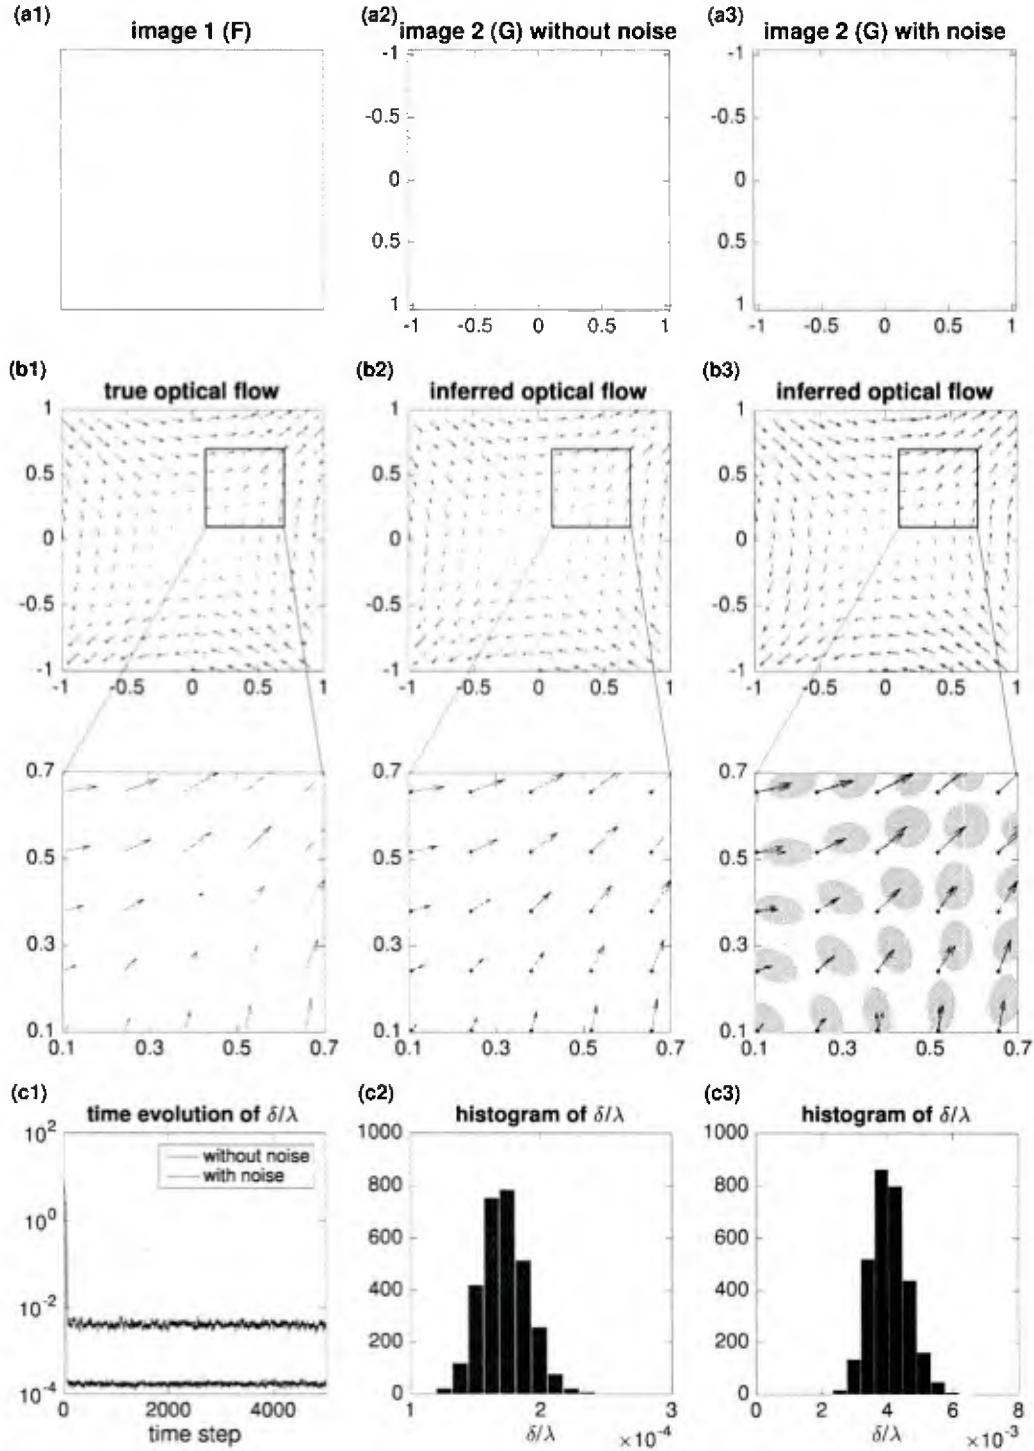 (a1)
image 1 (F)
(a2)
image 2 (G) without noise
-1
-0.5
0
0.5
1
-1 -0.5 0 0.5 1
(a3)
image 2 (G) with noise
-1
-0.5
0
0.5
1
-1 -0.5 0 0.5 1
(b1)
true optical flow
1
0.5
0
-0.5
-1
-1 -0.5 0 0.5 1
0.7
0.5
0.3
0.1
0.1 0.3 0.5 0.7
(b2)
inferred optical flow
1
0.5
0
-0.5
-1
-1 -0.5 0 0.5 1
0.7
0.5
0.3
0.1
0.1 0.3 0.5 0.7
(b3)
inferred optical flow
1
0.5
0
-0.5
-1
-1 -0.5 0 0.5 1
0.7
0.5
0.3
0.1
0.1 0.3 0.5 0.7
(c1)
time evolution of δ/λ
10^2
10^0
10^-2
10^-4
without noise
with noise
0 2000 4000
time step
(c2)
histogram of δ/λ
1000
800
600
400
200
0
1 2 3
δ/λ ×10^-4
(c3)
histogram of δ/λ
1000
800
600
400
200
0
0 2 4 6 8
δ/λ ×10^-3